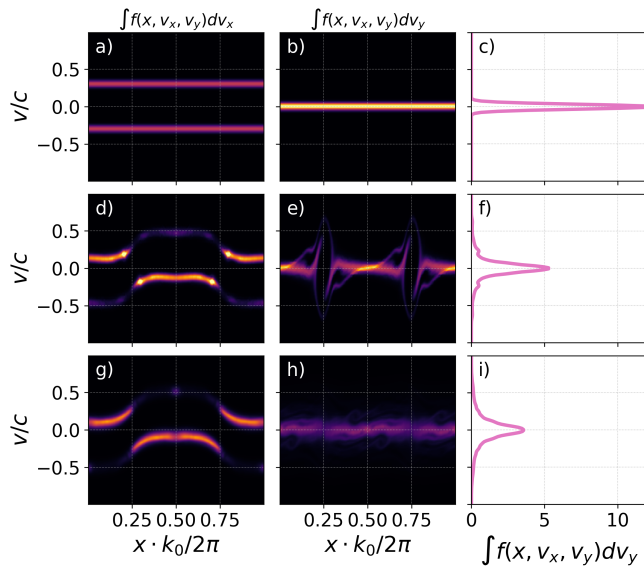 ∫f(x, v_x, v_y)dv_x ∫f(x, v_x, v_y)dv_y
a) b) c)
0.5
0.0
−0.5
v/c
d) e) f)
0.5
0.0
−0.5
v/c
g) h) i)
0.5
0.0
−0.5
v/c
0.25 0.50 0.75 0.25 0.50 0.75 0 5 10
x · k_0/2π x · k_0/2π ∫f(x, v_x, v_y)dv_y